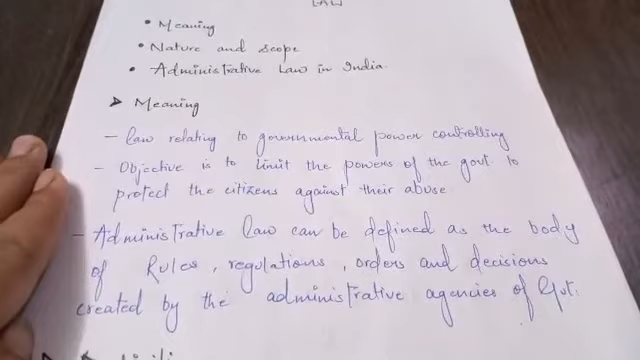 LAW
• Meaning
• Nature and scope
• Administrative Law in India.
➤ Meaning
– Law relating to governmental power controlling
– Objective is to limit the powers of the govt. to
protect the citizens against their abuse
– Administrative law can be defined as the body
of Rules, regulations, orders and decisions
created by the administrative agencies of Govt.